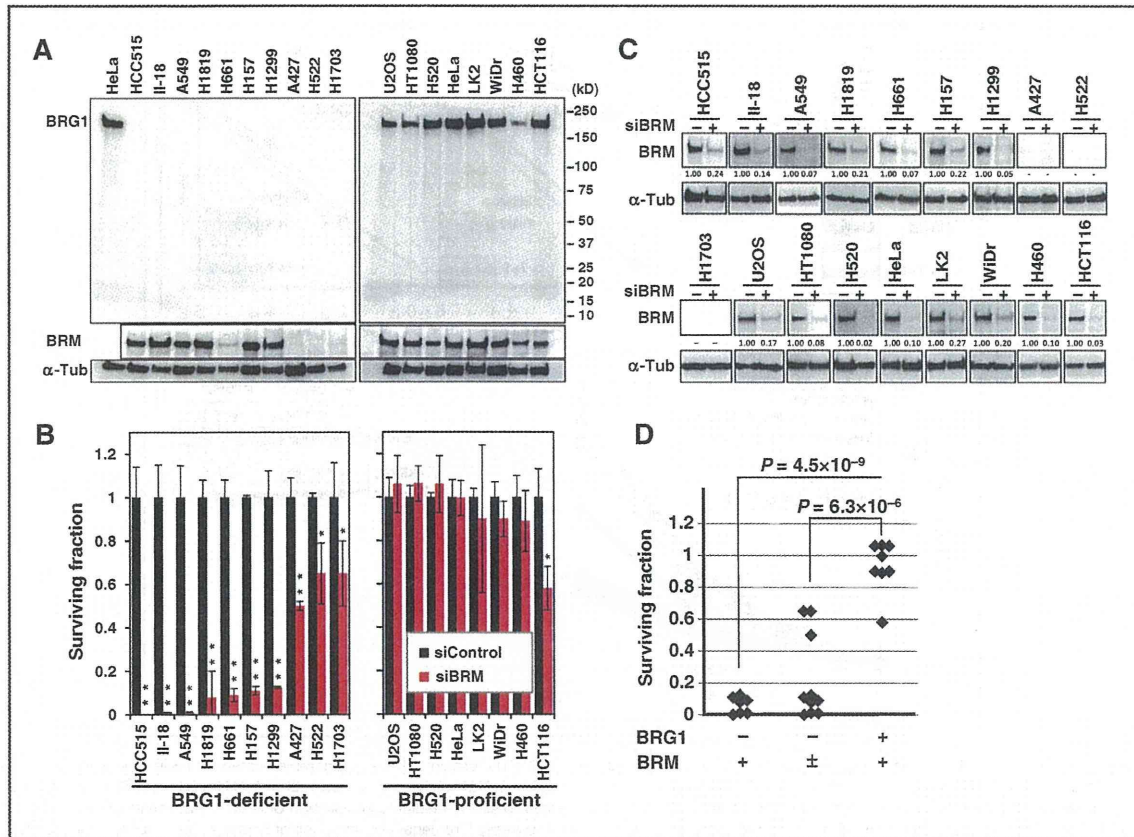 A
HeLa
HCC515
II-18
A549
H1819
H661
H157
H1299
A427
H522
H1703
U2OS
HT1080
H520
HeLa
LK2
WiDr
H460
HCT116
(kD)
BRG1
250
150
100
75
50
37
25
20
15
10
BRM
α-Tub
C
HCC515 II-18 A549 H1819 H661 H157 H1299 A427 H522
siBRM − + − + − + − + − + − + − + − + − +
BRM
1.00 0.24 1.00 0.14 1.00 0.07 1.00 0.21 1.00 0.07 1.00 0.22 1.00 0.05 - - - -
α-Tub
H1703 U2OS HT1080 H520 HeLa LK2 WiDr H460 HCT116
siBRM − + − + − + − + − + − + − + − + − +
BRM
- - 1.00 0.17 1.00 0.08 1.00 0.02 1.00 0.10 1.00 0.27 1.00 0.20 1.00 0.10 1.00 0.03
α-Tub
B
Surviving fraction
1.2
1
0.8
0.6
0.4
0.2
0
** ** ** ** ** ** ** ** * *
HCC515
II-18
A549
H1819
H661
H157
H1299
A427
H522
H1703
BRG1-deficient
*
siControl
siBRM
U2OS
HT1080
H520
HeLa
LK2
WiDr
H460
HCT116
BRG1-proficient
D
P = 4.5×10⁻⁹
P = 6.3×10⁻⁶
Surviving fraction
1.2
1
0.8
0.6
0.4
0.2
0
BRG1 − − +
BRM + ± +